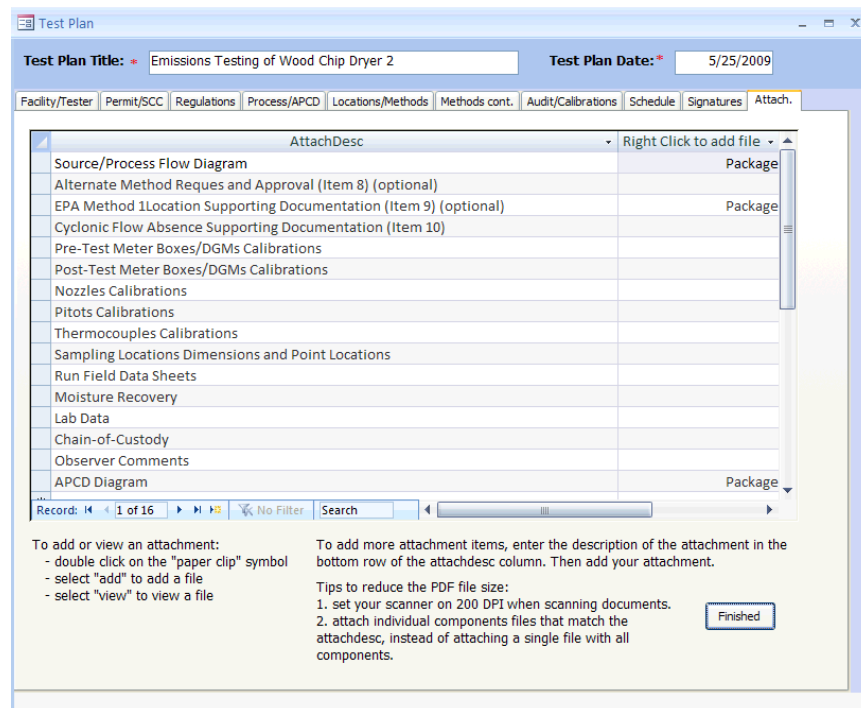 Test Plan
Test Plan Title: * Emissions Testing of Wood Chip Dryer 2 Test Plan Date: * 5/25/2009
Facility/Tester Permit/SCC Regulations Process/APCD Locations/Methods Methods cont. Audit/Calibrations Schedule Signatures Attach.
AttachDesc Right Click to add file
Source/Process Flow Diagram Package
Alternate Method Reques and Approval (Item 8) (optional)
EPA Method 1Location Supporting Documentation (Item 9) (optional) Package
Cyclonic Flow Absence Supporting Documentation (Item 10)
Pre-Test Meter Boxes/DGMs Calibrations
Post-Test Meter Boxes/DGMs Calibrations
Nozzles Calibrations
Pitots Calibrations
Thermocouples Calibrations
Sampling Locations Dimensions and Point Locations
Run Field Data Sheets
Moisture Recovery
Lab Data
Chain-of-Custody
Observer Comments
APCD Diagram Package
Record: 1 of 16 No Filter Search
To add or view an attachment:
- double click on the "paper clip" symbol
- select "add" to add a file
- select "view" to view a file
To add more attachment items, enter the description of the attachment in the
bottom row of the attachdesc column. Then add your attachment.
Tips to reduce the PDF file size:
1. set your scanner on 200 DPI when scanning documents.
2. attach individual components files that match the
attachdesc, instead of attaching a single file with all
components.
Finished